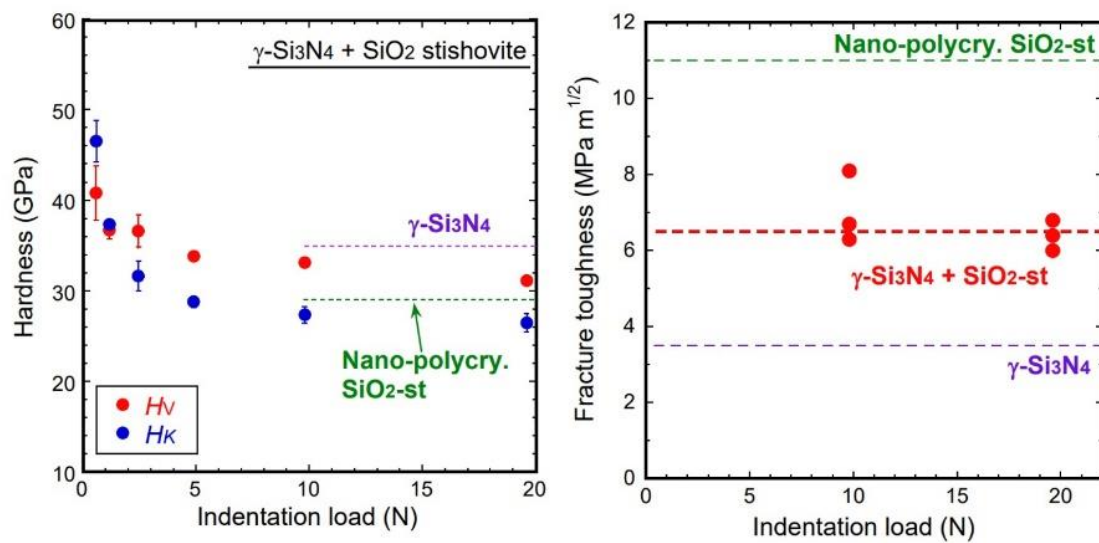 γ-Si3N4 + SiO2 stishovite
60
50
40
30
20
10
Hardness (GPa)
γ-Si3N4
Nano-polycry.
SiO2-st
HV
HK
0
5
10
15
20
Indentation load (N)
12
10
8
6
4
2
0
Fracture toughness (MPa m1/2)
Nano-polycry. SiO2-st
γ-Si3N4 + SiO2-st
γ-Si3N4
0
5
10
15
20
Indentation load (N)